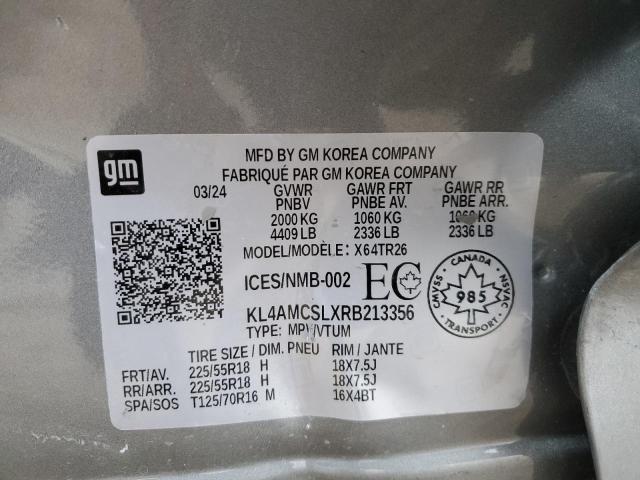 gm
MFD BY GM KOREA COMPANY
FABRIQUÉ PAR GM KOREA COMPANY
03/24 GVWR GAWR FRT GAWR RR
PNBV PNBE AV. PNBE ARR.
2000 KG 1060 KG 1060 KG
4409 LB 2336 LB 2336 LB
MODEL/MODÈLE: X64TR26
ICES/NMB-002 EC
CANADA
CMVSS 985 NSVAC
TRANSPORT
KL4AMCSLXRB213356
TYPE: MPV/VTUM
TIRE SIZE / DIM. PNEU RIM / JANTE
FRT/AV. 225/55R18 H 18X7.5J
RR/ARR. 225/55R18 H 18X7.5J
SPA/SOS T125/70R16 M 16X4BT